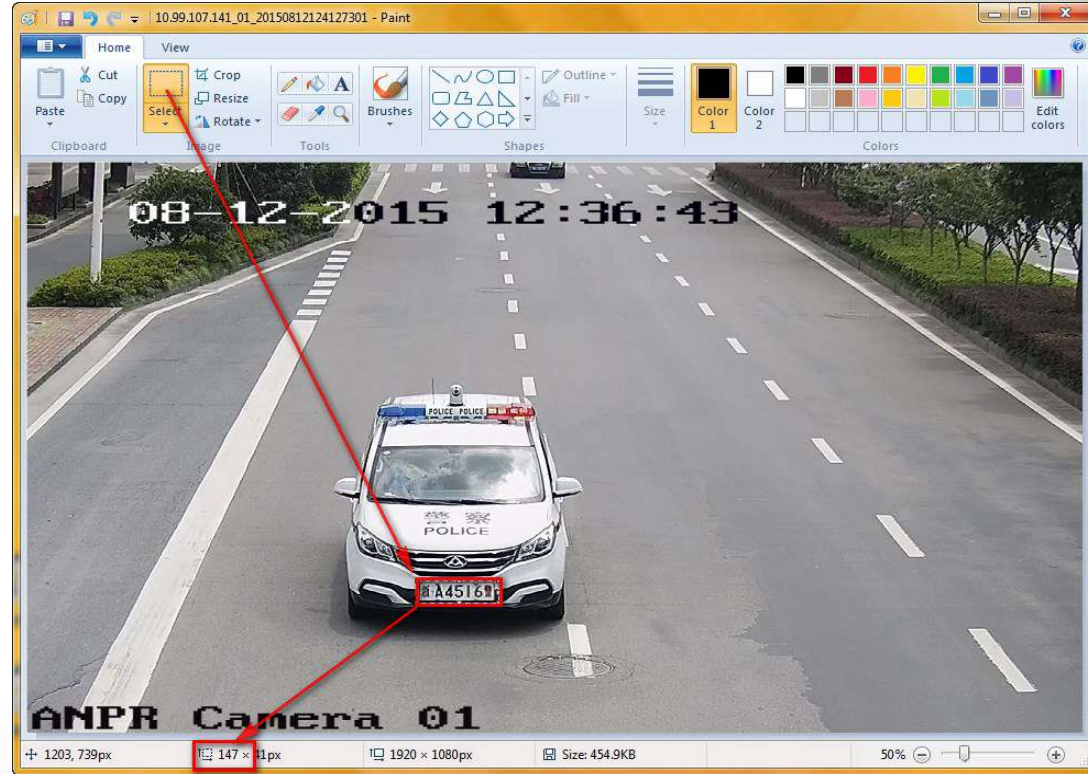 10.99.107.141_01_20150812124127301 - Paint
Home View
Paste
Cut
Copy
Clipboard
Select
Crop
Resize
Rotate
Image
A
Tools
Brushes
Outline
Fill
Shapes
Size
Color 1
Color 2
Edit colors
Colors
08-12-2015 12:36:43
POLICE POLICE
警察
POLICE
A4516
ANPR Camera 01
1203, 739px
147 × 41px
1920 × 1080px
Size: 454.9KB
50%